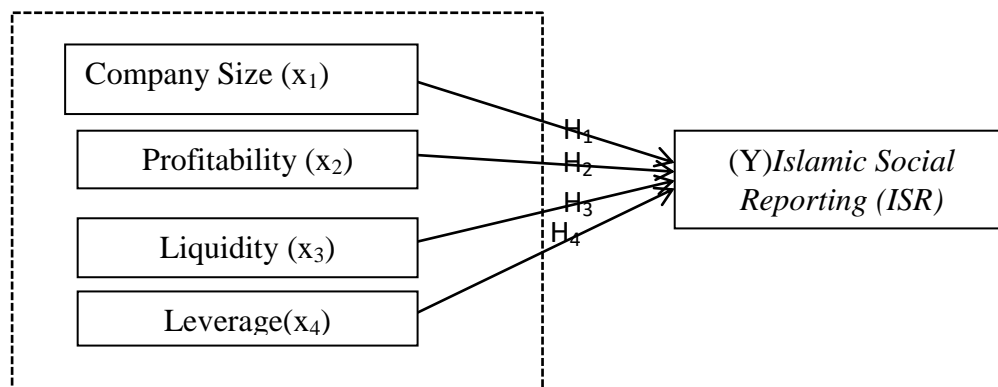 Company Size (x₁)
H₁
Profitability (x₂)
H₂
(Y)Islamic Social
Reporting (ISR)
H₃
Liquidity (x₃)
H₄
Leverage(x₄)